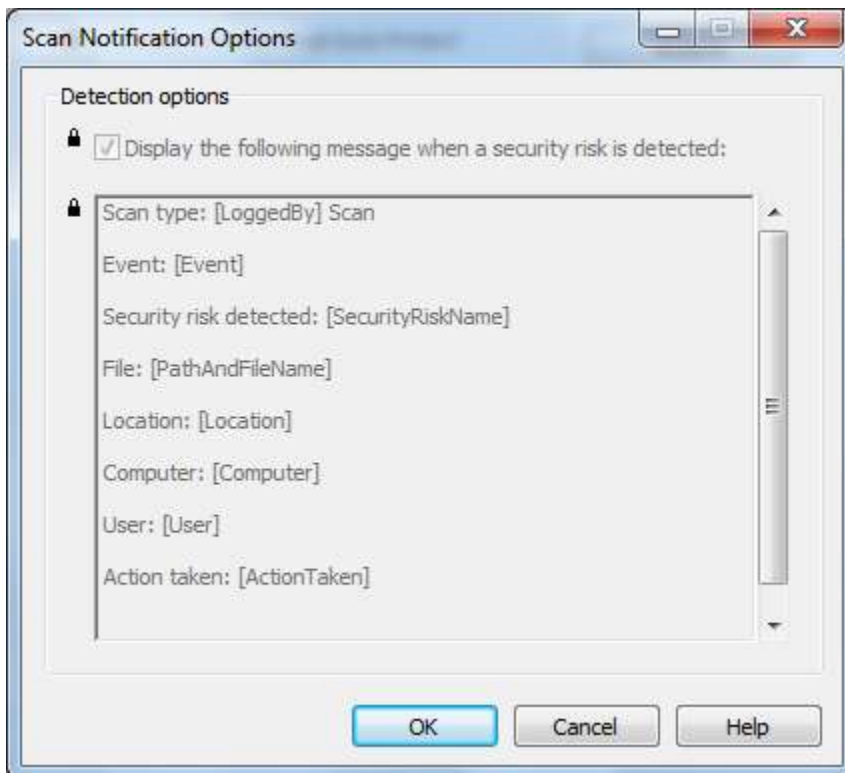 Scan Notification Options
Detection options
Display the following message when a security risk is detected:
Scan type: [LoggedBy] Scan
Event: [Event]
Security risk detected: [SecurityRiskName]
File: [PathAndFileName]
Location: [Location]
Computer: [Computer]
User: [User]
Action taken: [ActionTaken]
OK
Cancel
Help